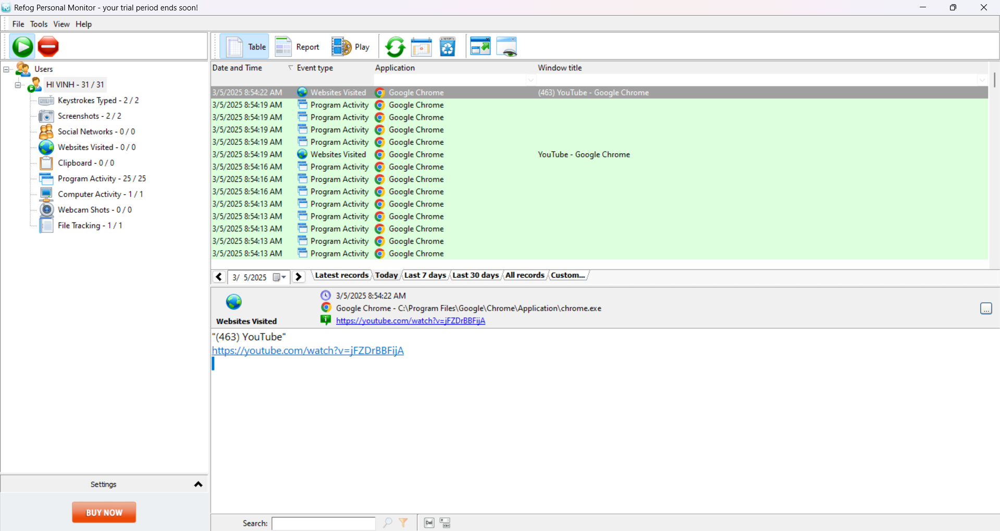 Refog Personal Monitor - your trial period ends soon!
File Tools View Help
Table Report Play
Users
HI VINH - 31 / 31
Keystrokes Typed - 2 / 2
Screenshots - 2 / 2
Social Networks - 0 / 0
Websites Visited - 0 / 0
Clipboard - 0 / 0
Program Activity - 25 / 25
Computer Activity - 1 / 1
Webcam Shots - 0 / 0
File Tracking - 1 / 1
Settings
BUY NOW
Date and Time Event type Application Window title
3/5/2025 8:54:22 AM Websites Visited Google Chrome (463) YouTube - Google Chrome
3/5/2025 8:54:19 AM Program Activity Google Chrome
3/5/2025 8:54:19 AM Program Activity Google Chrome
3/5/2025 8:54:19 AM Program Activity Google Chrome
3/5/2025 8:54:19 AM Program Activity Google Chrome
3/5/2025 8:54:19 AM Websites Visited Google Chrome YouTube - Google Chrome
3/5/2025 8:54:16 AM Program Activity Google Chrome
3/5/2025 8:54:16 AM Program Activity Google Chrome
3/5/2025 8:54:16 AM Program Activity Google Chrome
3/5/2025 8:54:13 AM Program Activity Google Chrome
3/5/2025 8:54:13 AM Program Activity Google Chrome
3/5/2025 8:54:13 AM Program Activity Google Chrome
3/5/2025 8:54:13 AM Program Activity Google Chrome
3/5/2025 8:54:13 AM Program Activity Google Chrome
3/ 5/2025 Latest records Today Last 7 days Last 30 days All records Custom...
3/5/2025 8:54:22 AM
Google Chrome - C:\Program Files\Google\Chrome\Application\chrome.exe
...
Websites Visited https://youtube.com/watch?v=jFZDrBBFijA
"(463) YouTube"
https://youtube.com/watch?v=jFZDrBBFijA
Search: Del